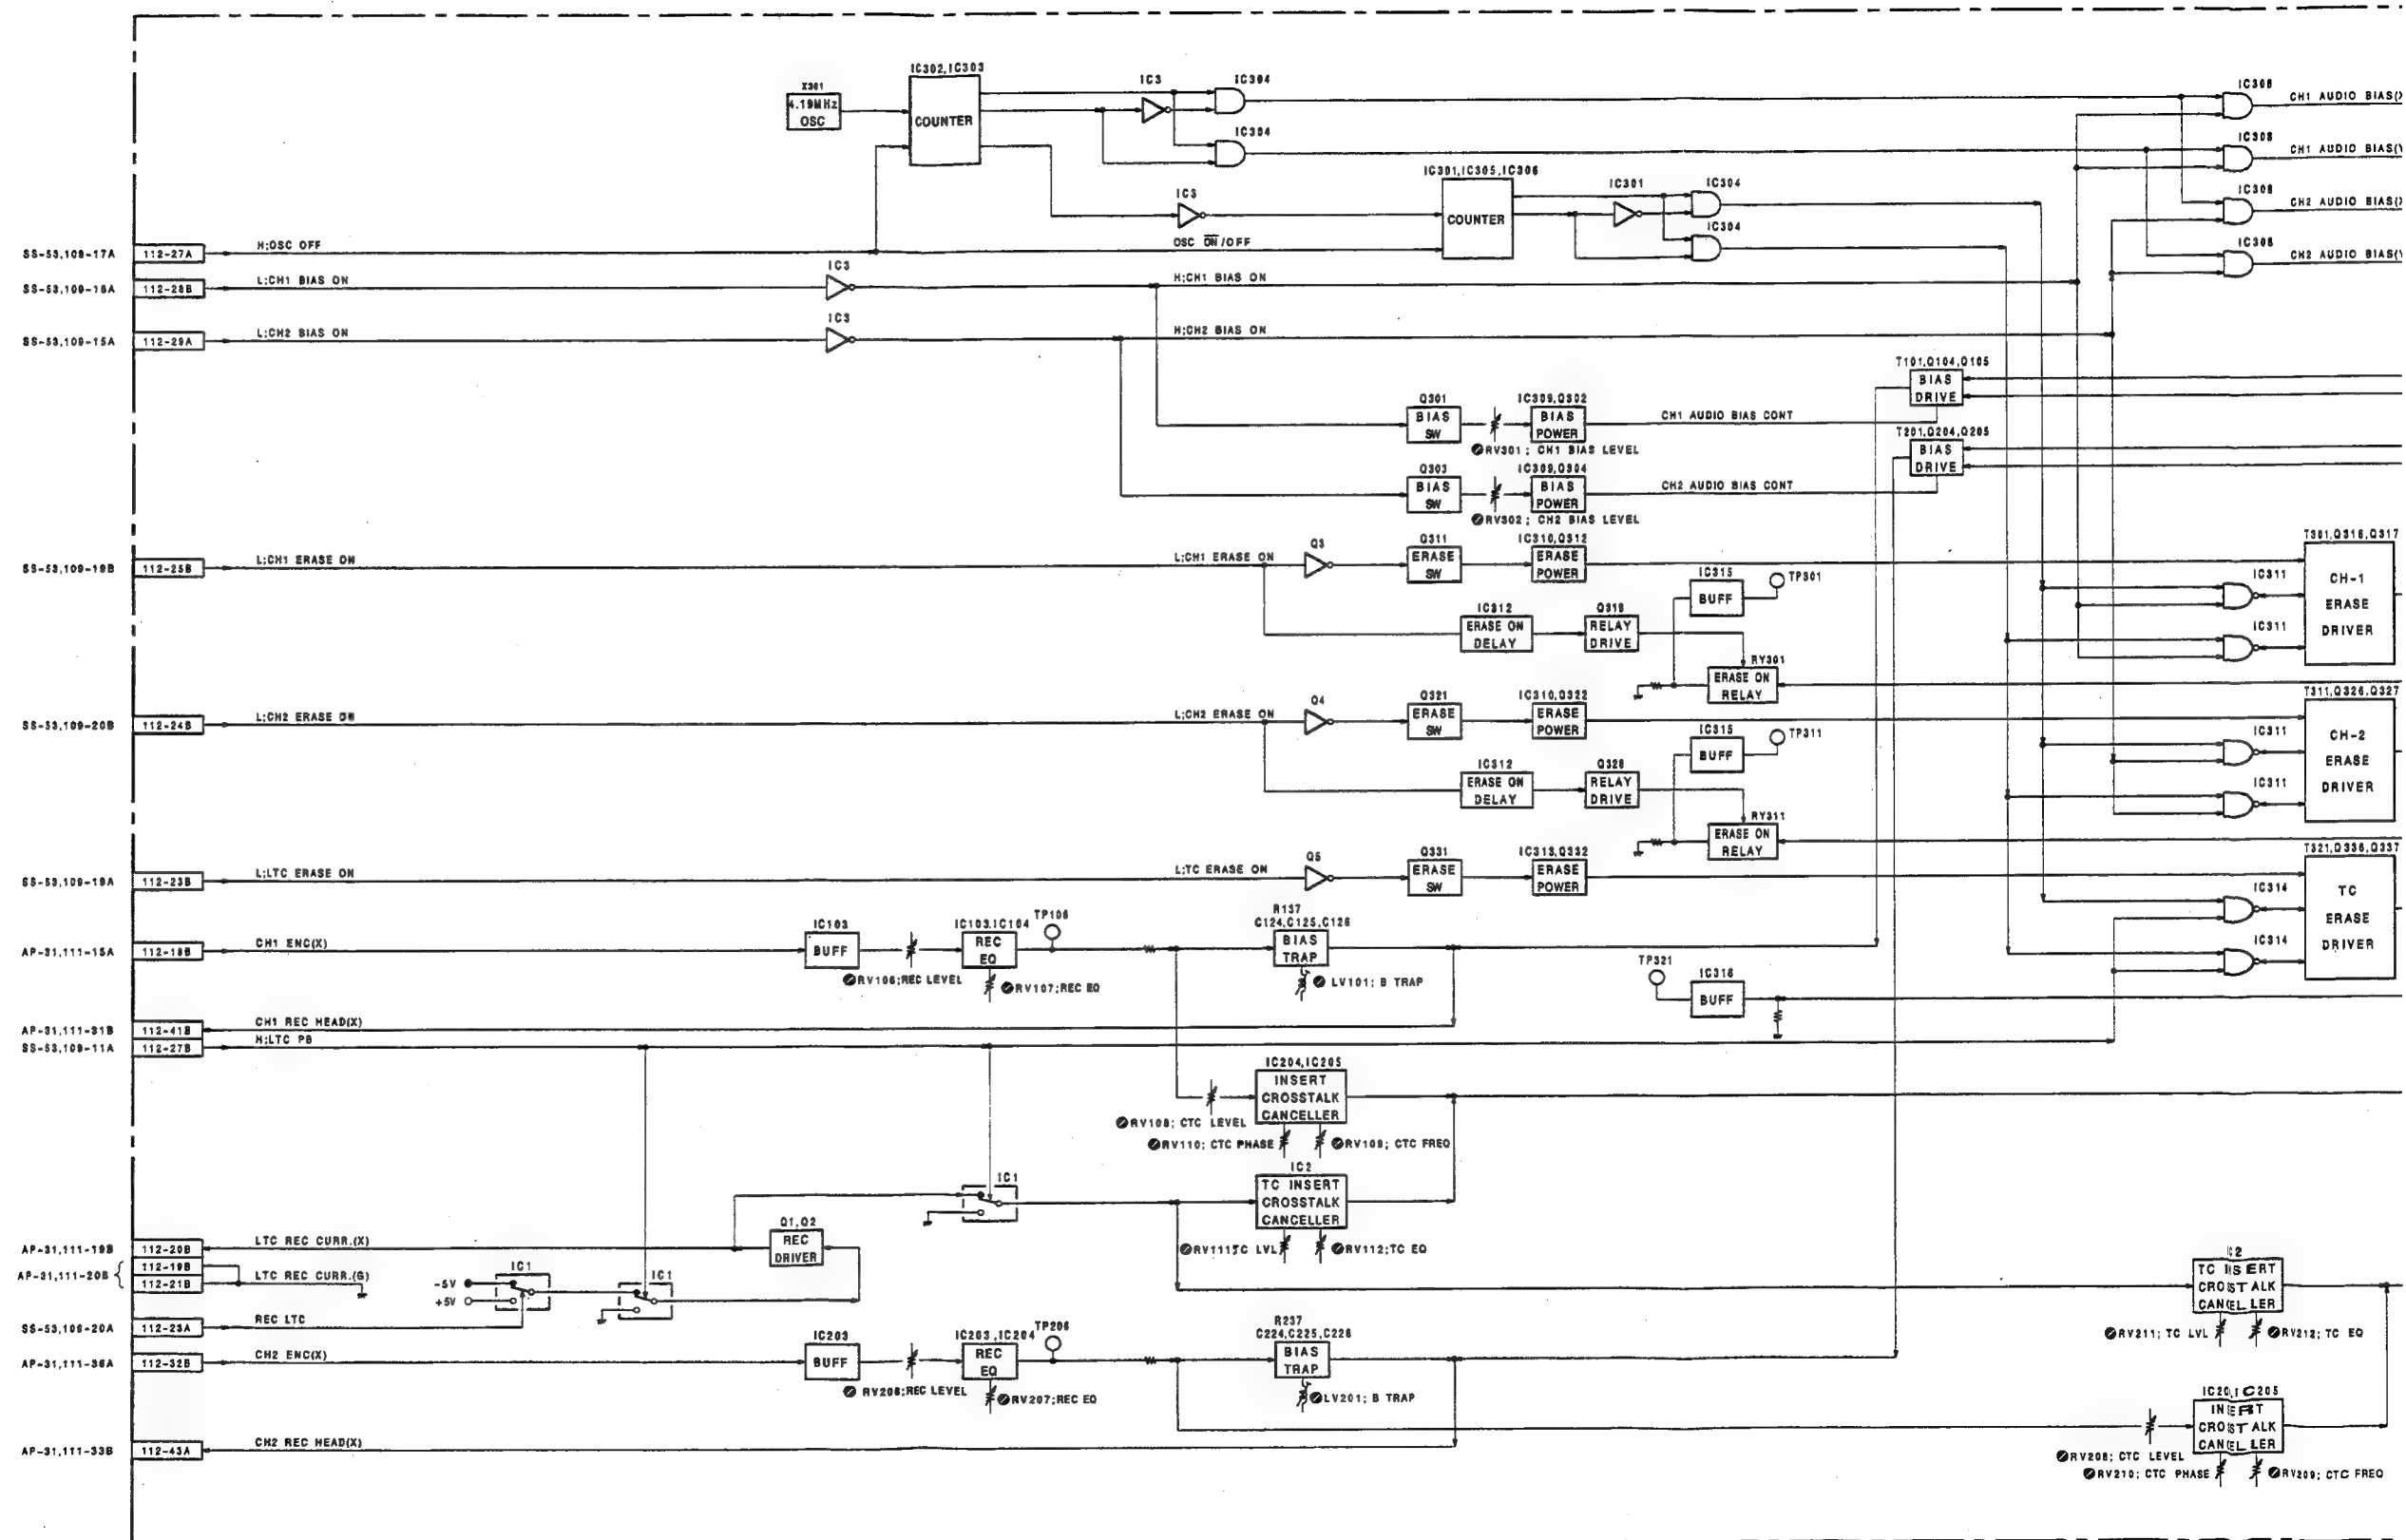 IC302,IC303
X301
4.19MHz
OSC
COUNTER
IC3
IC304
IC304
IC308
CH1 AUDIO BIAS(
IC308
CH1 AUDIO BIAS(
IC308
CH2 AUDIO BIAS(
IC308
CH2 AUDIO BIAS(
IC3
IC301,IC305,IC306
COUNTER
IC301
IC304
IC304
SS-53,109-17A
112-27A
H;OSC OFF
OSC ON/OFF
SS-53,109-16A
112-28B
L;CH1 BIAS ON
IC3
H;CH1 BIAS ON
SS-53,109-15A
112-29A
L;CH2 BIAS ON
IC3
H;CH2 BIAS ON
T101,Q104,Q105
BIAS
DRIVE
Q301
BIAS
SW
IC309,Q302
BIAS
POWER
CH1 AUDIO BIAS CONT
RV301; CH1 BIAS LEVEL
T201,Q204,Q205
BIAS
DRIVE
Q303
BIAS
SW
IC309,Q304
BIAS
POWER
CH2 AUDIO BIAS CONT
RV302; CH2 BIAS LEVEL
SS-53,109-19B
112-25B
L;CH1 ERASE ON
L;CH1 ERASE ON
Q3
Q311
ERASE
SW
IC310,Q312
ERASE
POWER
T301,Q316,Q317
CH-1
ERASE
DRIVER
IC311
IC311
IC315
BUFF
TP301
IC312
ERASE ON
DELAY
Q318
RELAY
DRIVE
RY301
ERASE ON
RELAY
SS-53,109-20B
112-24B
L;CH2 ERASE ON
L;CH2 ERASE ON
Q4
Q321
ERASE
SW
IC310,Q322
ERASE
POWER
T311,Q326,Q327
CH-2
ERASE
DRIVER
IC311
IC311
IC315
BUFF
TP311
IC312
ERASE ON
DELAY
Q328
RELAY
DRIVE
RY311
ERASE ON
RELAY
SS-53,109-19A
112-23B
L;LTC ERASE ON
L;TC ERASE ON
Q5
Q331
ERASE
SW
IC313,Q332
ERASE
POWER
T321,Q336,Q337
TC
ERASE
DRIVER
IC314
IC314
AP-31,111-15A
112-18B
CH1 ENC(X)
IC103
BUFF
RV106;REC LEVEL
IC103.IC104
REC
EQ
RV107;REC EQ
TP106
R137
C124,C125,C126
BIAS
TRAP
LV101; B TRAP
TP321
IC316
BUFF
AP-31,111-31B
112-41B
CH1 REC HEAD(X)
SS-53,109-11A
112-27B
H;LTC PB
IC204,IC205
INSERT
CROSSTALK
CANCELLER
RV108; CTC LEVEL
RV110; CTC PHASE
RV109; CTC FREQ
IC1
IC2
TC INSERT
CROSSTALK
CANCELLER
RV111;TC LVL
RV112;TC EQ
AP-31,111-19B
112-20B
LTC REC CURR.(X)
Q1,Q2
REC
DRIVER
AP-31,111-20B
112-19B
112-21B
LTC REC CURR.(G)
-5V
+5V
IC1
IC1
SS-53,109-20A
112-23A
REC LTC
IC2
TC INSERT
CROSSTALK
CANCELLER
RV211; TC LVL
RV212; TC EQ
AP-31,111-36A
112-32B
CH2 ENC(X)
IC203
BUFF
RV206;REC LEVEL
IC203,IC204
REC
EQ
RV207;REC EQ
TP206
R237
C224,C225,C226
BIAS
TRAP
LV201; B TRAP
AP-31,111-33B
112-43A
CH2 REC HEAD(X)
INSERT
CROSSTALK
CANCELLER
RV208; CTC LEVEL
RV210; CTC PHASE
RV209; CTC FREQ